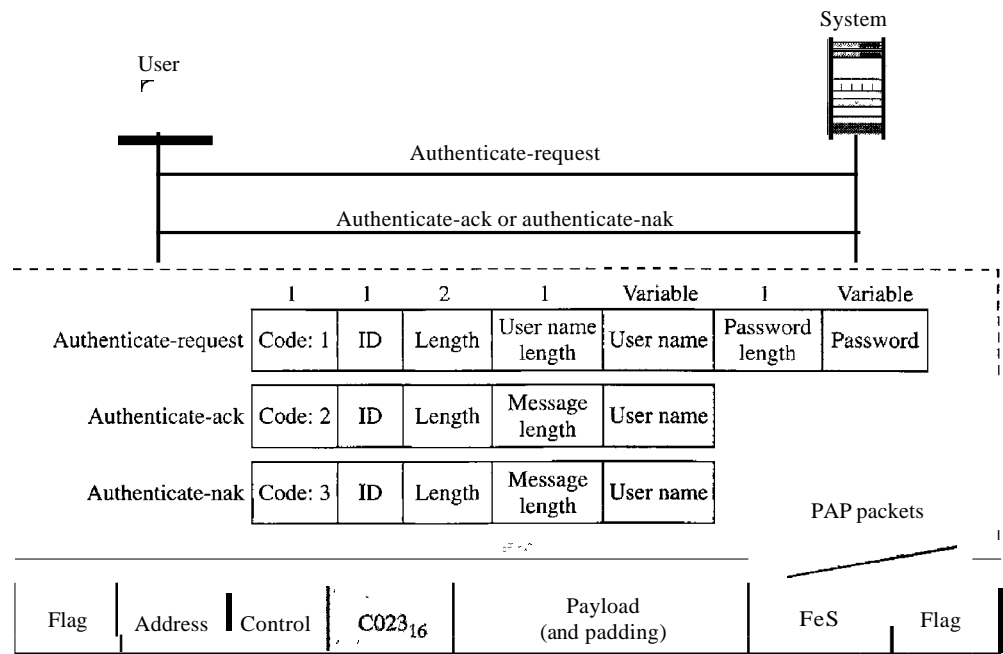 System
User
Authenticate-request
Authenticate-ack or authenticate-nak
1 1 2 1 Variable 1 Variable
Authenticate-request Code: 1 ID Length User name length User name Password length Password
Authenticate-ack Code: 2 ID Length Message length User name
Authenticate-nak Code: 3 ID Length Message length User name
PAP packets
Flag Address Control C023₁₆ Payload (and padding) FeS Flag